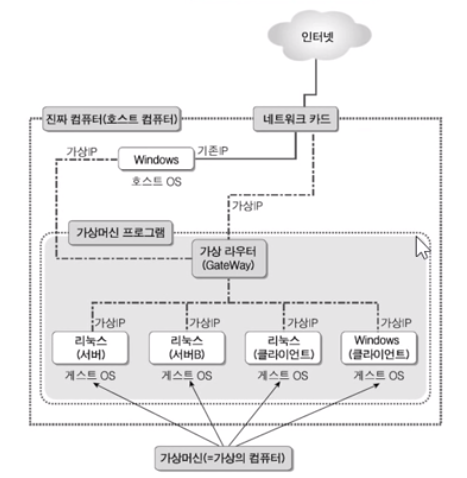 인터넷
진짜 컴퓨터(호스트 컴퓨터)
네트워크 카드
가상IP
Windows
기존IP
호스트 OS
가상IP
가상머신 프로그램
가상 라우터
(GateWay)
가상IP
가상IP
가상IP
가상IP
리눅스
(서버)
리눅스
(서버B)
리눅스
(클라이언트)
Windows
(클라이언트)
게스트 OS
게스트 OS
게스트 OS
게스트 OS
가상머신(=가상의 컴퓨터)